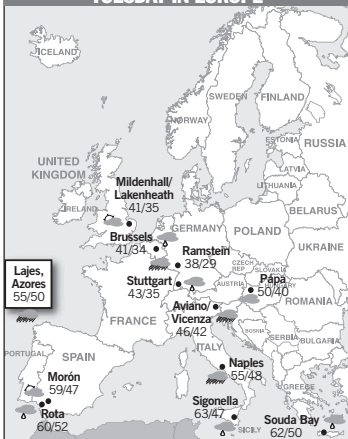 TUESDAY IN EUROPE
ICELAND
SWEDEN
FINLAND
NORWAY
ESTONIA
RUSSIA
LATVIA
LITHUANIA
UNITED
KINGDOM
Mildenhall/
Lakenheath
41/35
IRELAND
BELARUS
Brussels
41/34
GERMANY
POLAND
Ramstein
38/29
UKRAINE
CZECH
REP
SLOVAKIA
Lajes,
Azores
55/50
Stuttgart
43/35
AUSTRIA
HUNGARY
Pápa
50/40
FRANCE
Aviano/
Vicenza
46/42
ROMANIA
BOSNIA
SERBIA
BULGARIA
ITALY
PORTUGAL
SPAIN
Morón
59/47
Naples
55/48
GREECE
Rota
60/52
Sigonella
63/47
SICILY
Souda Bay
62/50